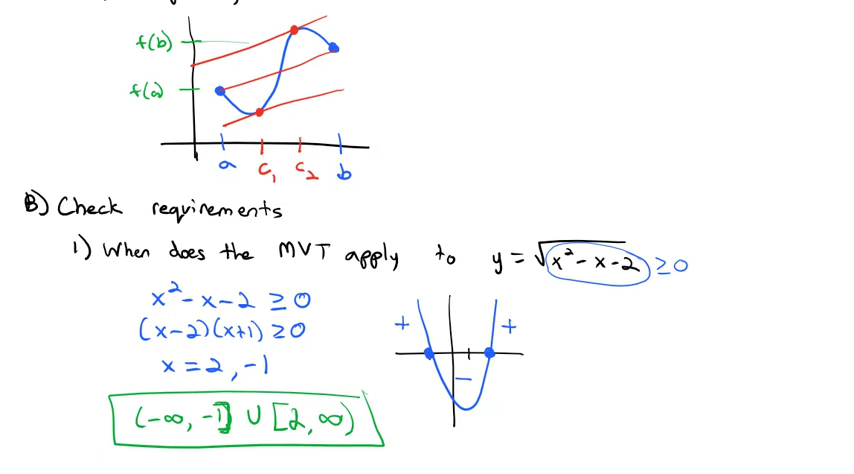 f(b)
f(a)
a c₁ c₂ b
B) Check requirements
1) When does the MVT apply to y = √(x² - x - 2) ≥ 0
x² - x - 2 ≥ 0
(x-2)(x+1) ≥ 0
+ +
x = 2, -1
−
(-∞, -1] ∪ [2, ∞)